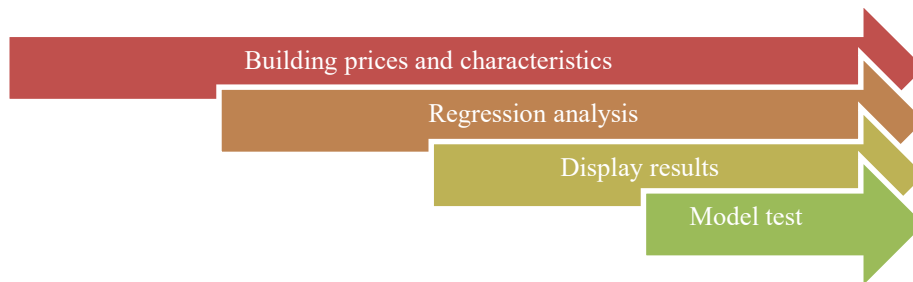 Building prices and characteristics
Regression analysis
Display results
Model test